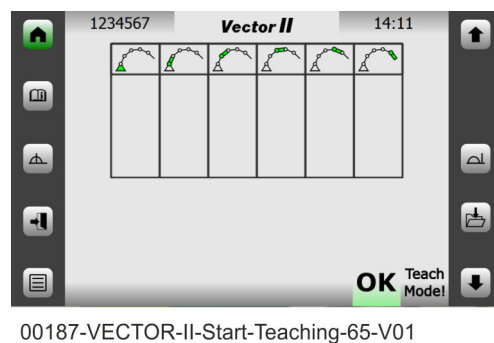 1234567 Vector II 14:11
OK Teach
Mode!
00187-VECTOR-II-Start-Teaching-65-V01